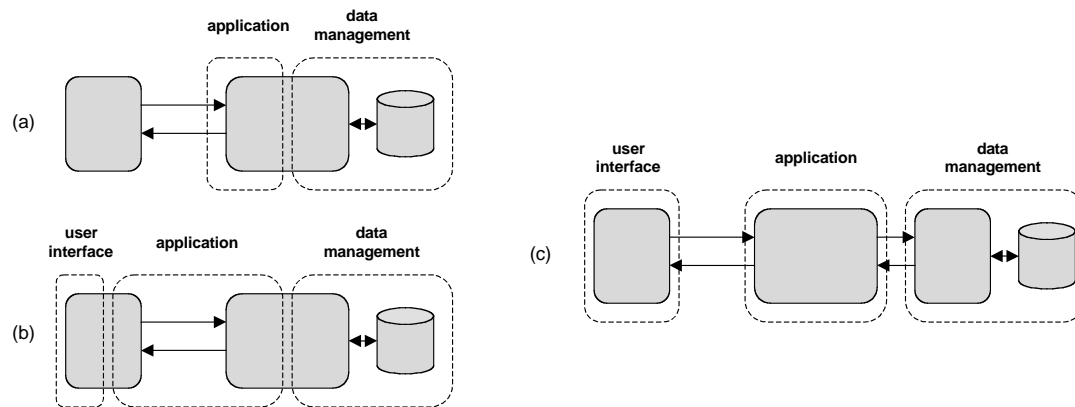 application
data
management
(a)
user
interface
application
data
management
(b)
user
interface
application
data
management
(c)